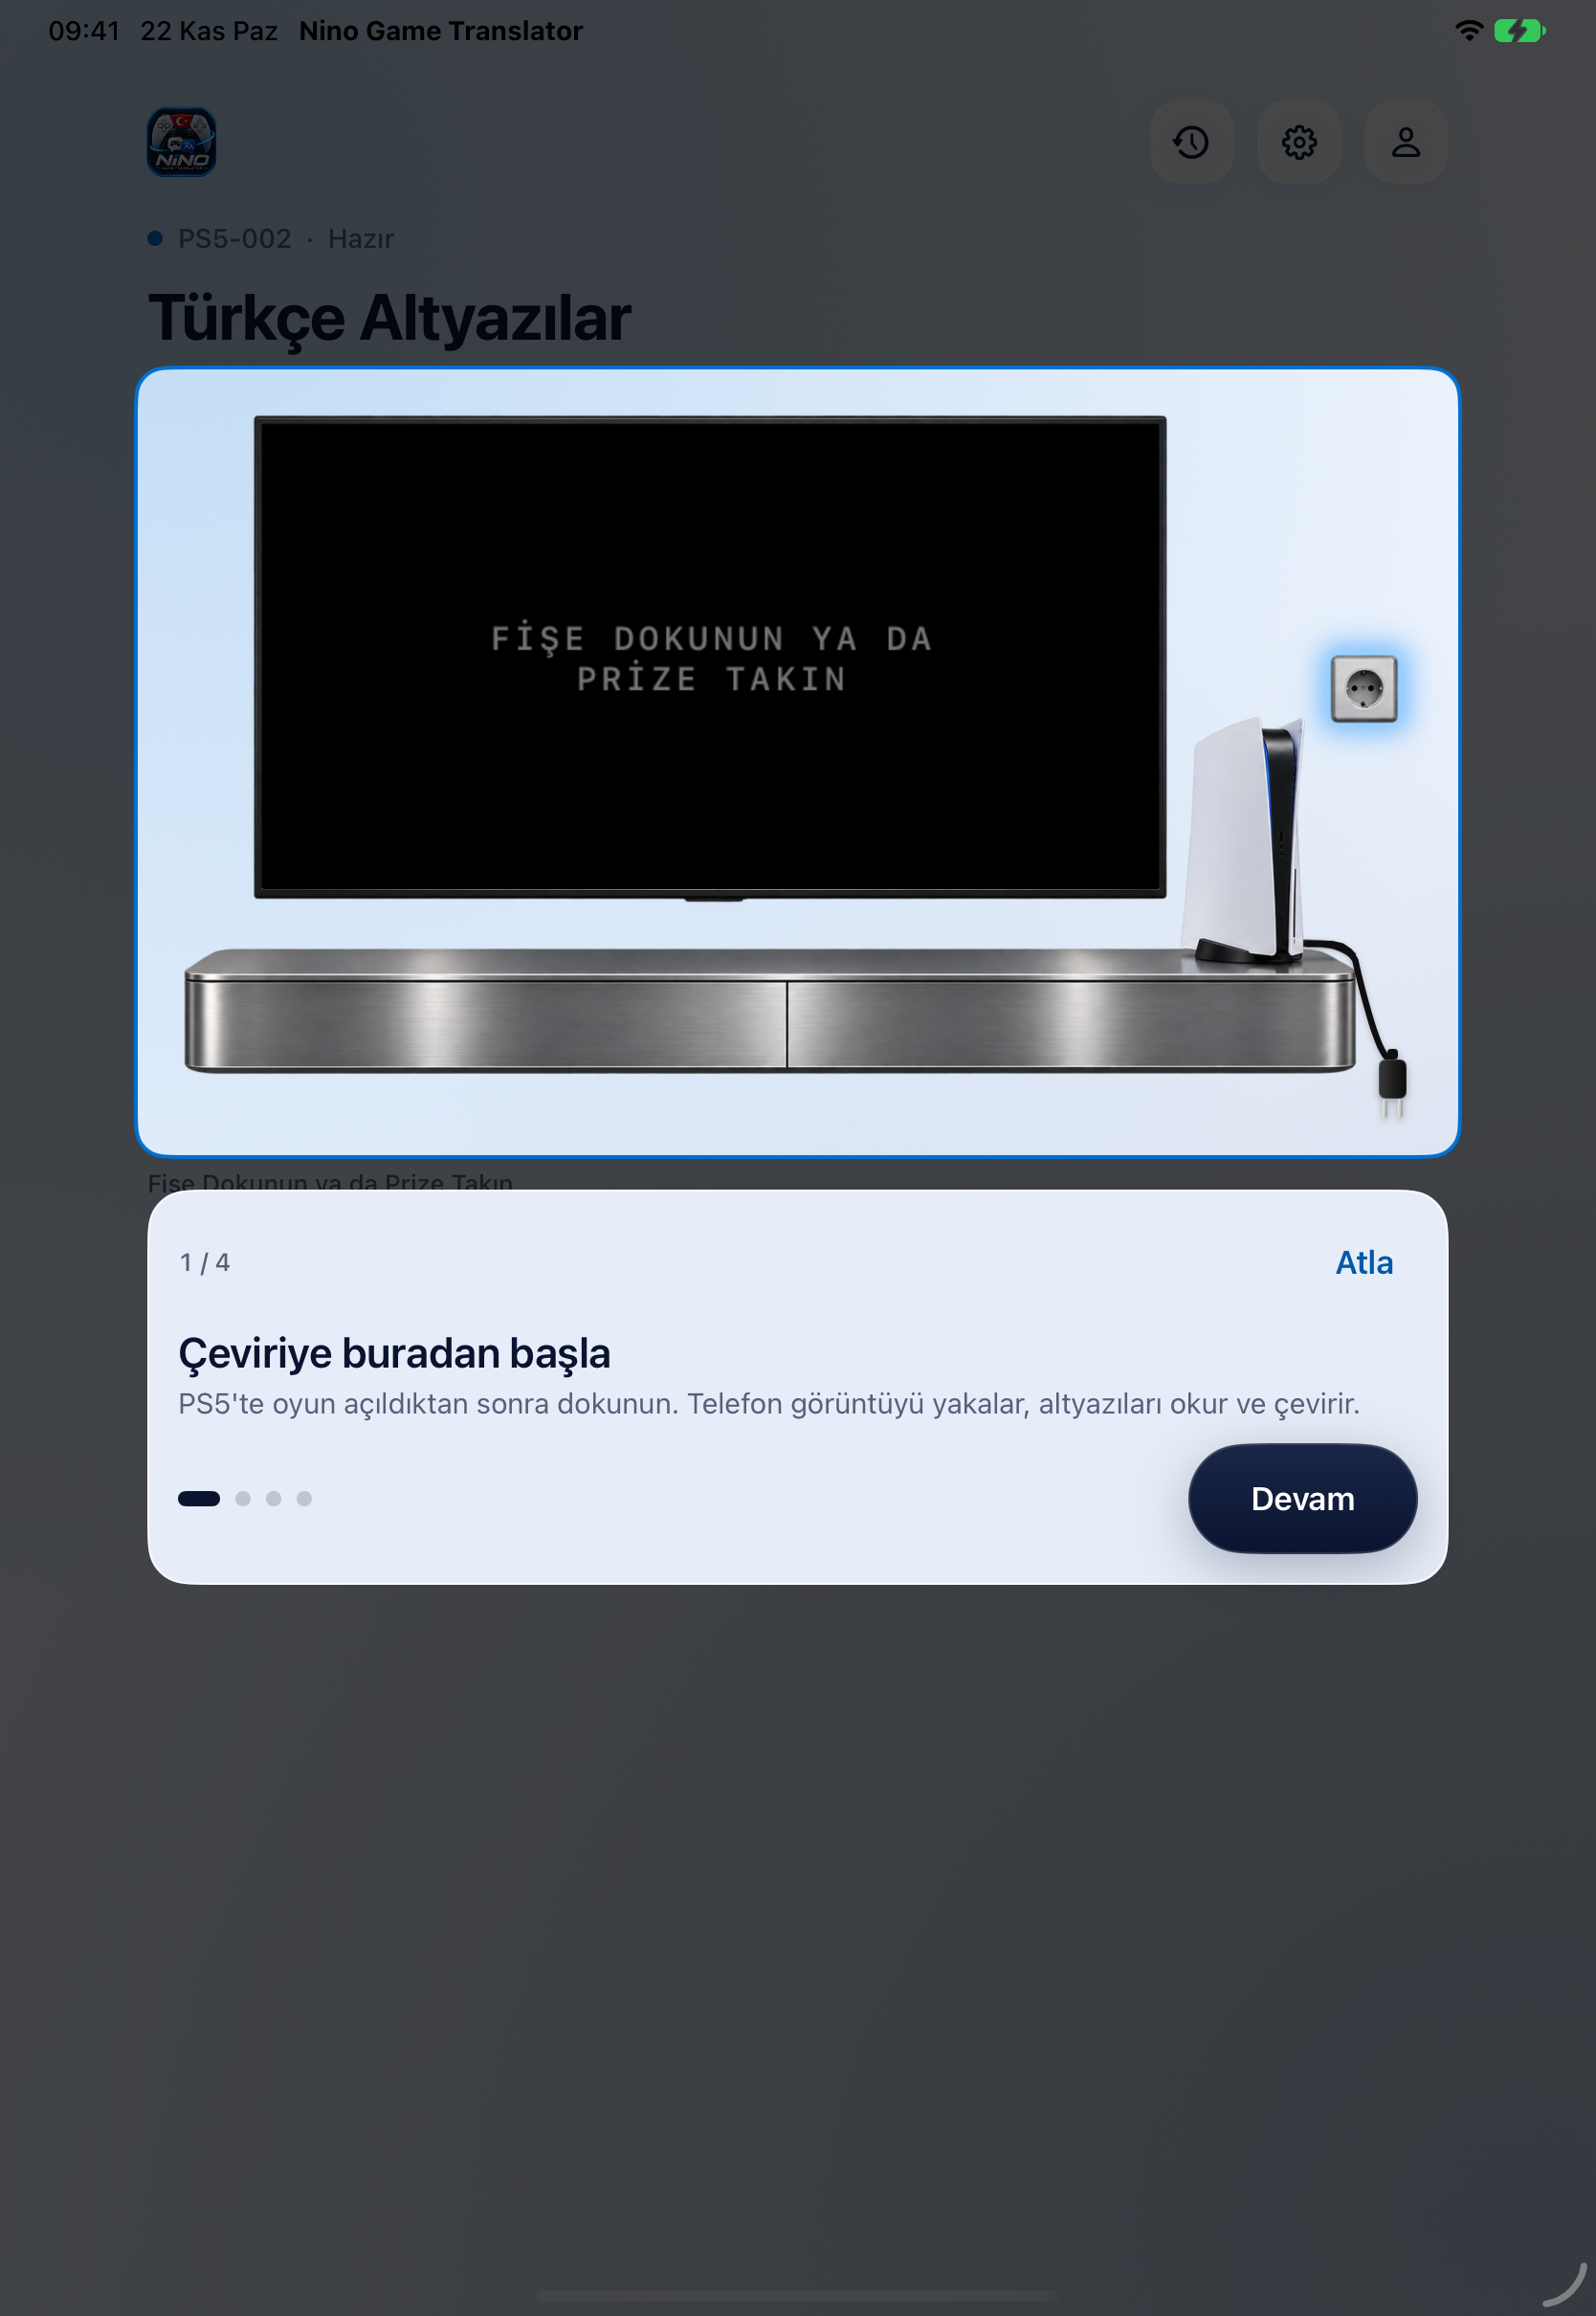 09:41 22 Kas Paz Nino Game Translator
NiNO
PS5-002 · Hazır
Türkçe Altyazılar
FİŞE DOKUNUN YA DA
PRİZE TAKIN
Fişe Dokunun ya da Prize Takın
1 / 4
Atla
Çeviriye buradan başla
PS5'te oyun açıldıktan sonra dokunun. Telefon görüntüyü yakalar, altyazıları okur ve çevirir.
Devam